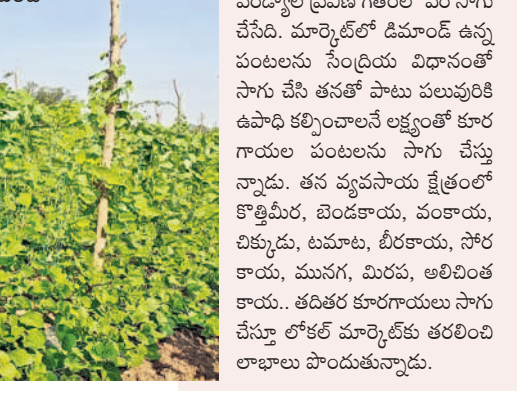 చేసేది. మార్కెట్‌లో డిమాండ్ ఉన్న
పంటలను సేంద్రియ విధానంతో
సాగు చేసి తనతో పాటు పలువురికి
ఉపాధి కల్పించాలనే లక్ష్యంతో కూర
గాయల పంటలను సాగు చేస్తు
న్నాడు. తన వ్యవసాయ క్షేత్రంలో
కొత్తిమీర, బెండకాయ, వంకాయ,
చిక్కుడు, టమాట, బీరకాయ, సోర
కాయ, మునగ, మిరప, అలిచింత
కాయ.. తదితర కూరగాయలు సాగు
చేస్తూ లోకల్ మార్కెట్‌కు తరలించి
లాభాలు పొందుతున్నాడు.